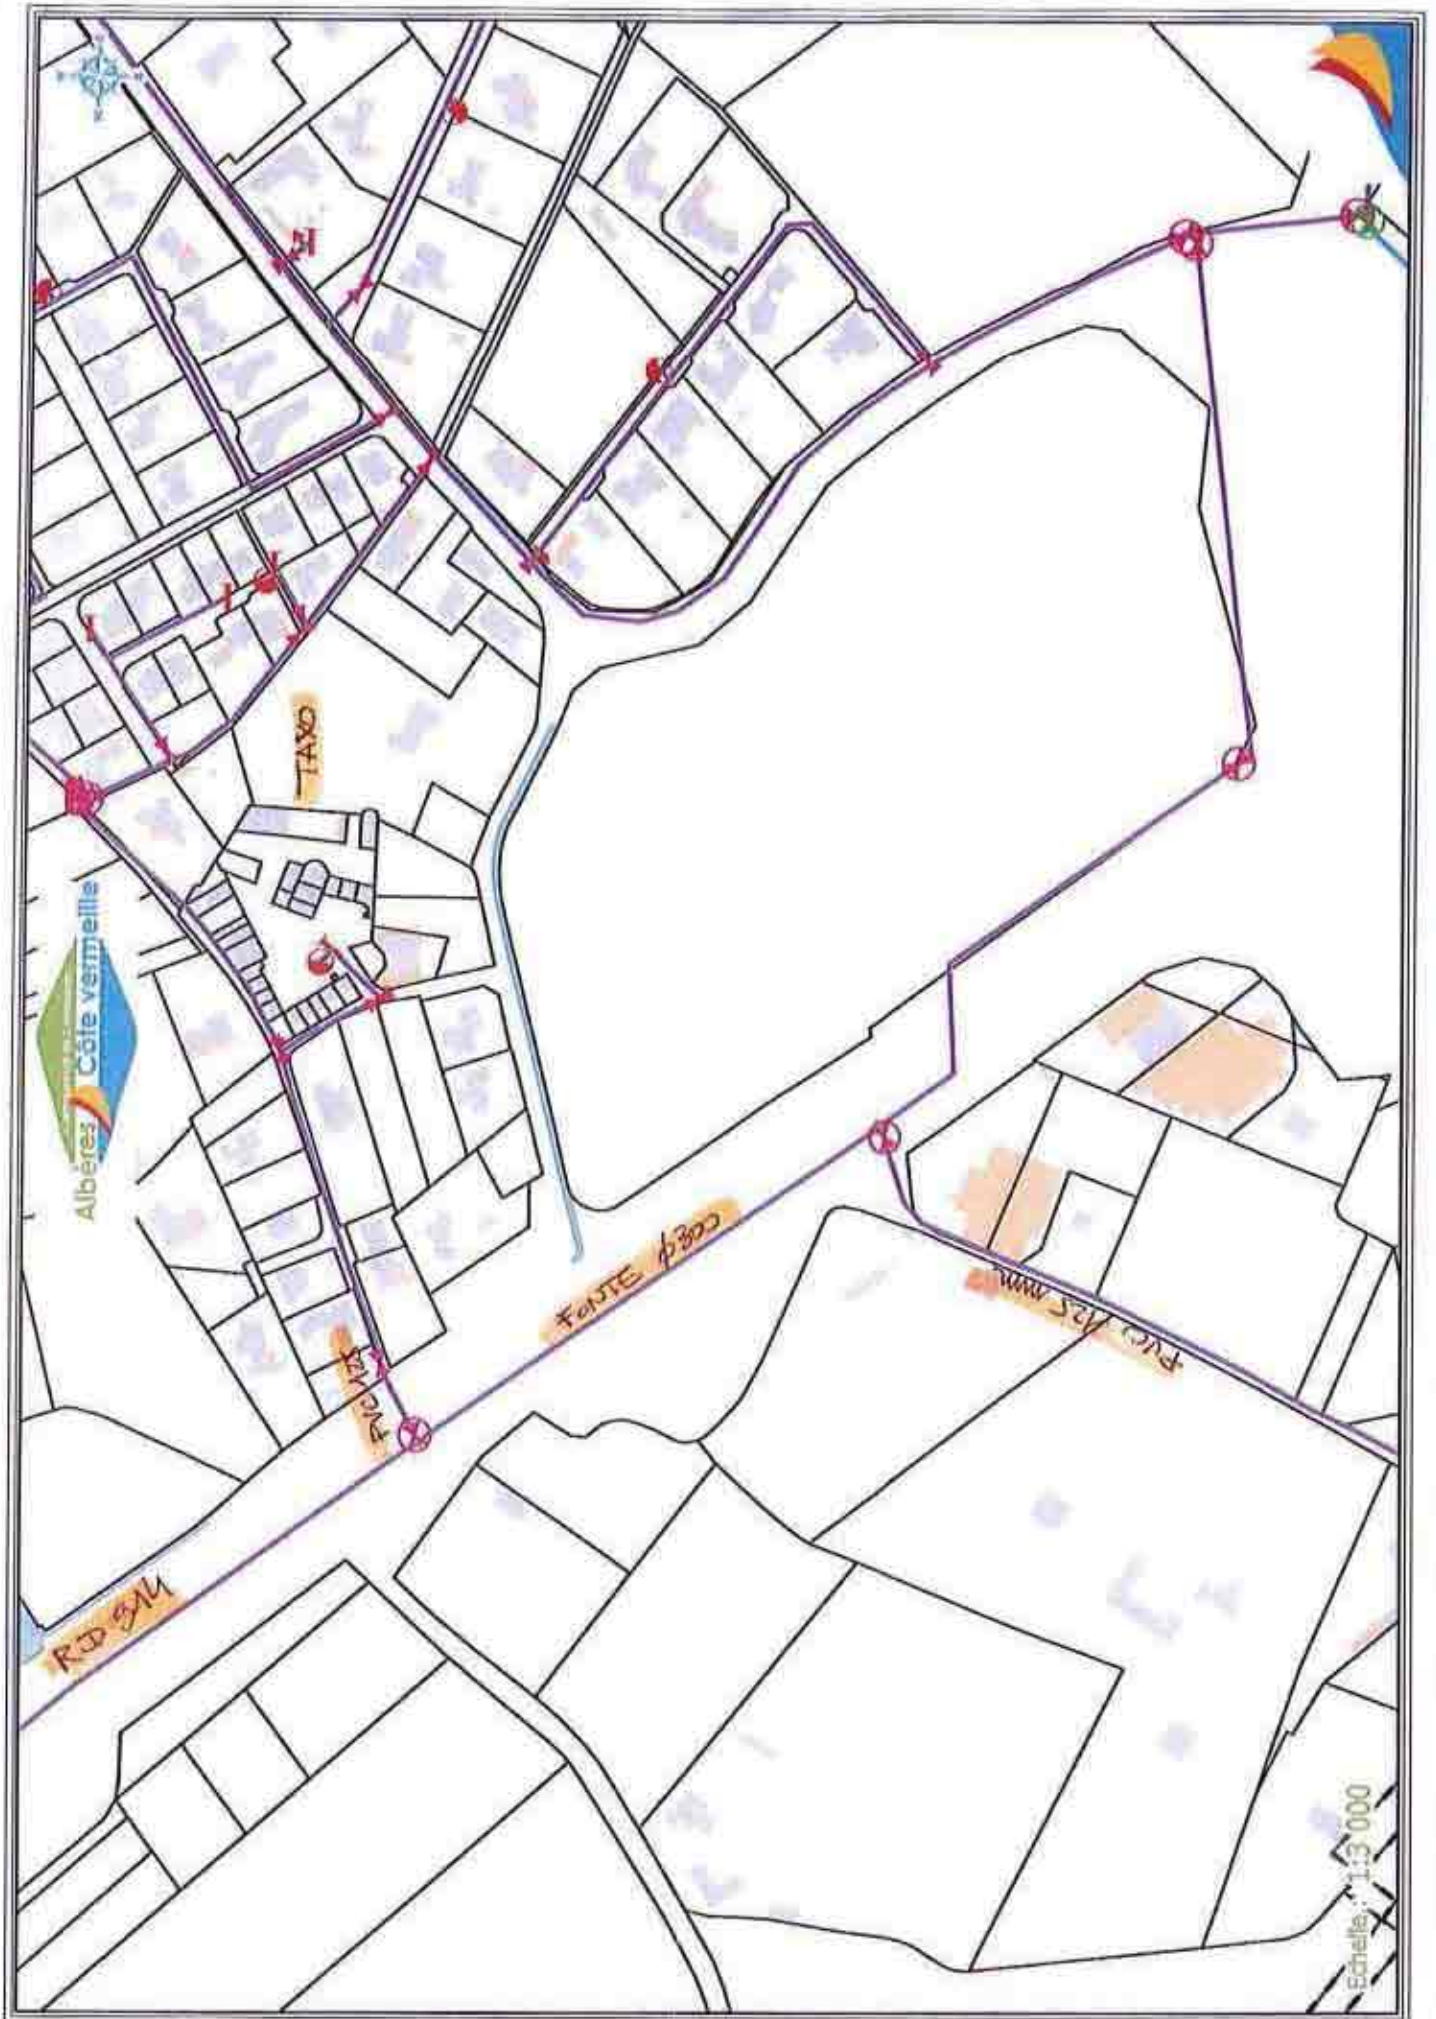 TAXO
Albères Côte vermeille
FONTE φ300
PVC 125 mm
PVC 125
RD 914
Echelle : 1:3 000